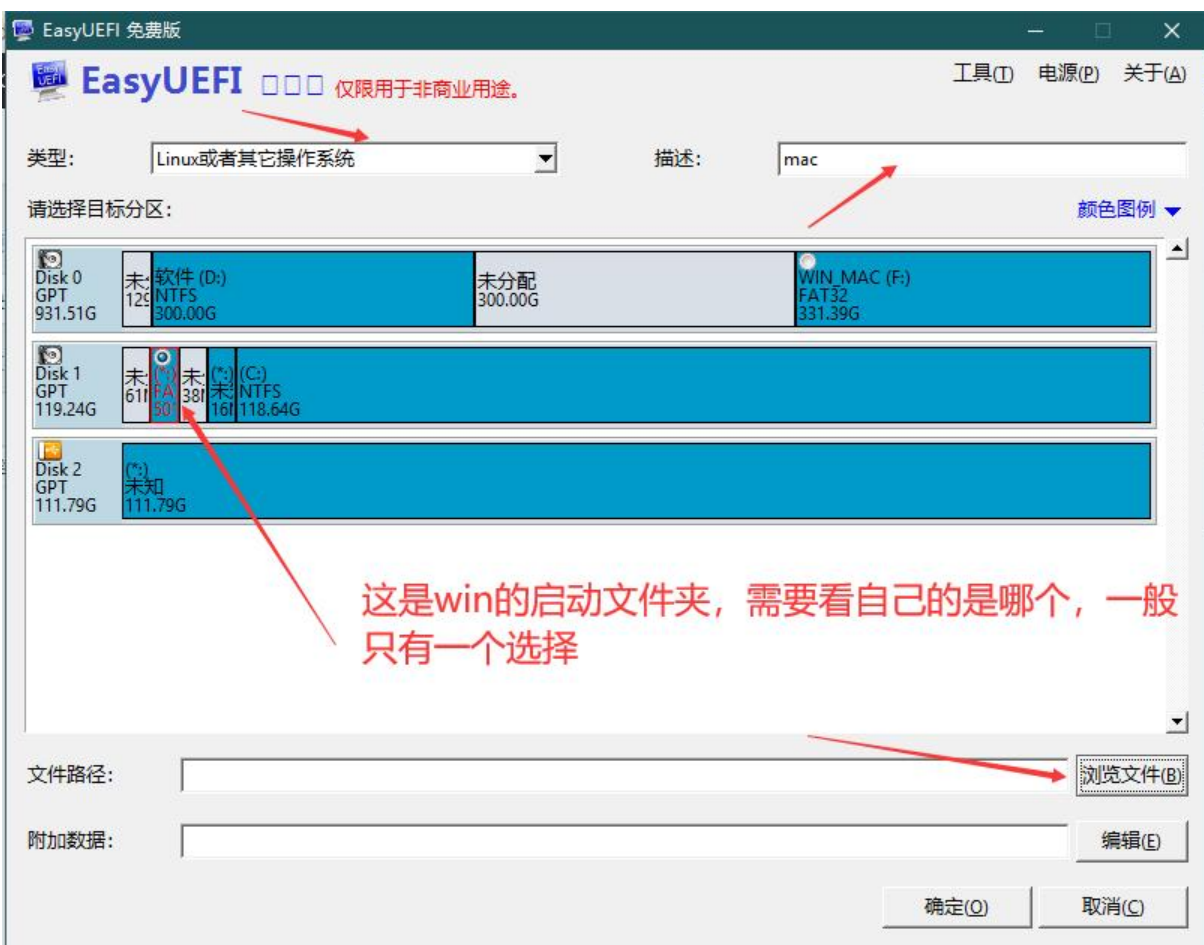 EasyUEFI 免费版
EasyUEFI 仅限用于非商业用途。
工具(T) 电源(P) 关于(A)
类型: Linux或者其它操作系统 描述: mac
请选择目标分区: 颜色图例
Disk 0
GPT
931.51G
软件 (D:)
NTFS
300.00G
未分配
300.00G
WIN_MAC (F:)
FAT32
331.39G
Disk 1
GPT
119.24G
(C:)
NTFS
118.64G
Disk 2
GPT
111.79G
(*:)
未知
111.79G
这是win的启动文件夹，需要看自己的是哪个，一般
只有一个选择
文件路径: 浏览文件(B)
附加数据: 编辑(E)
确定(O) 取消(C)